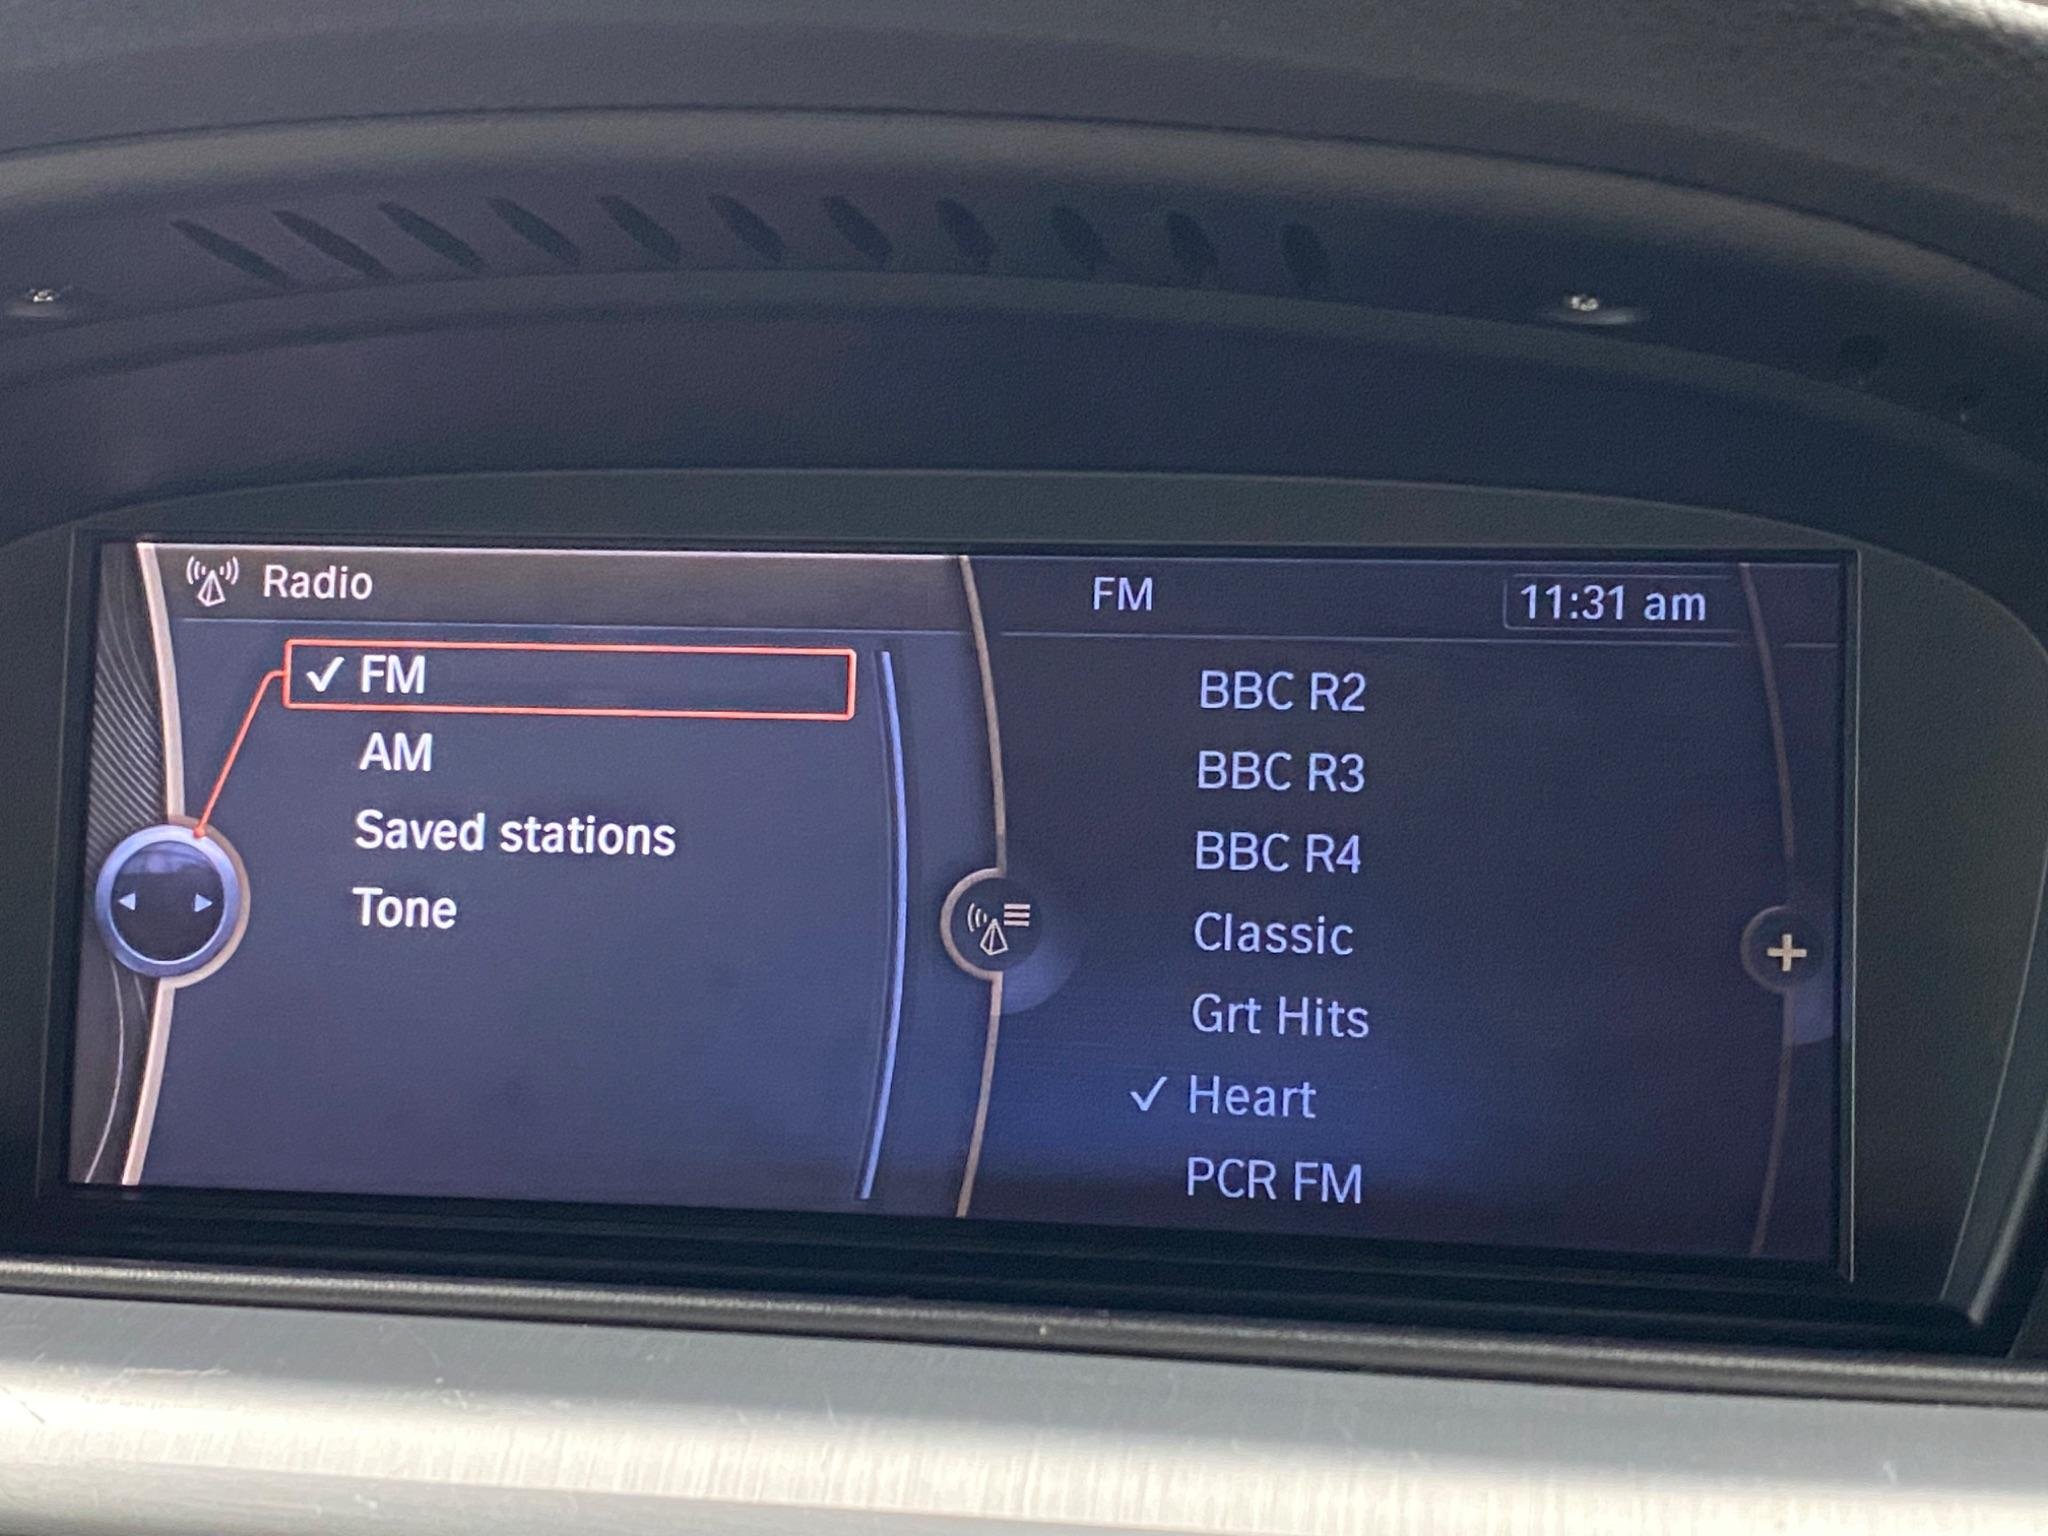 Radio
✓ FM
AM
Saved stations
Tone
FM
11:31 am
BBC R2
BBC R3
BBC R4
Classic
Grt Hits
✓ Heart
PCR FM